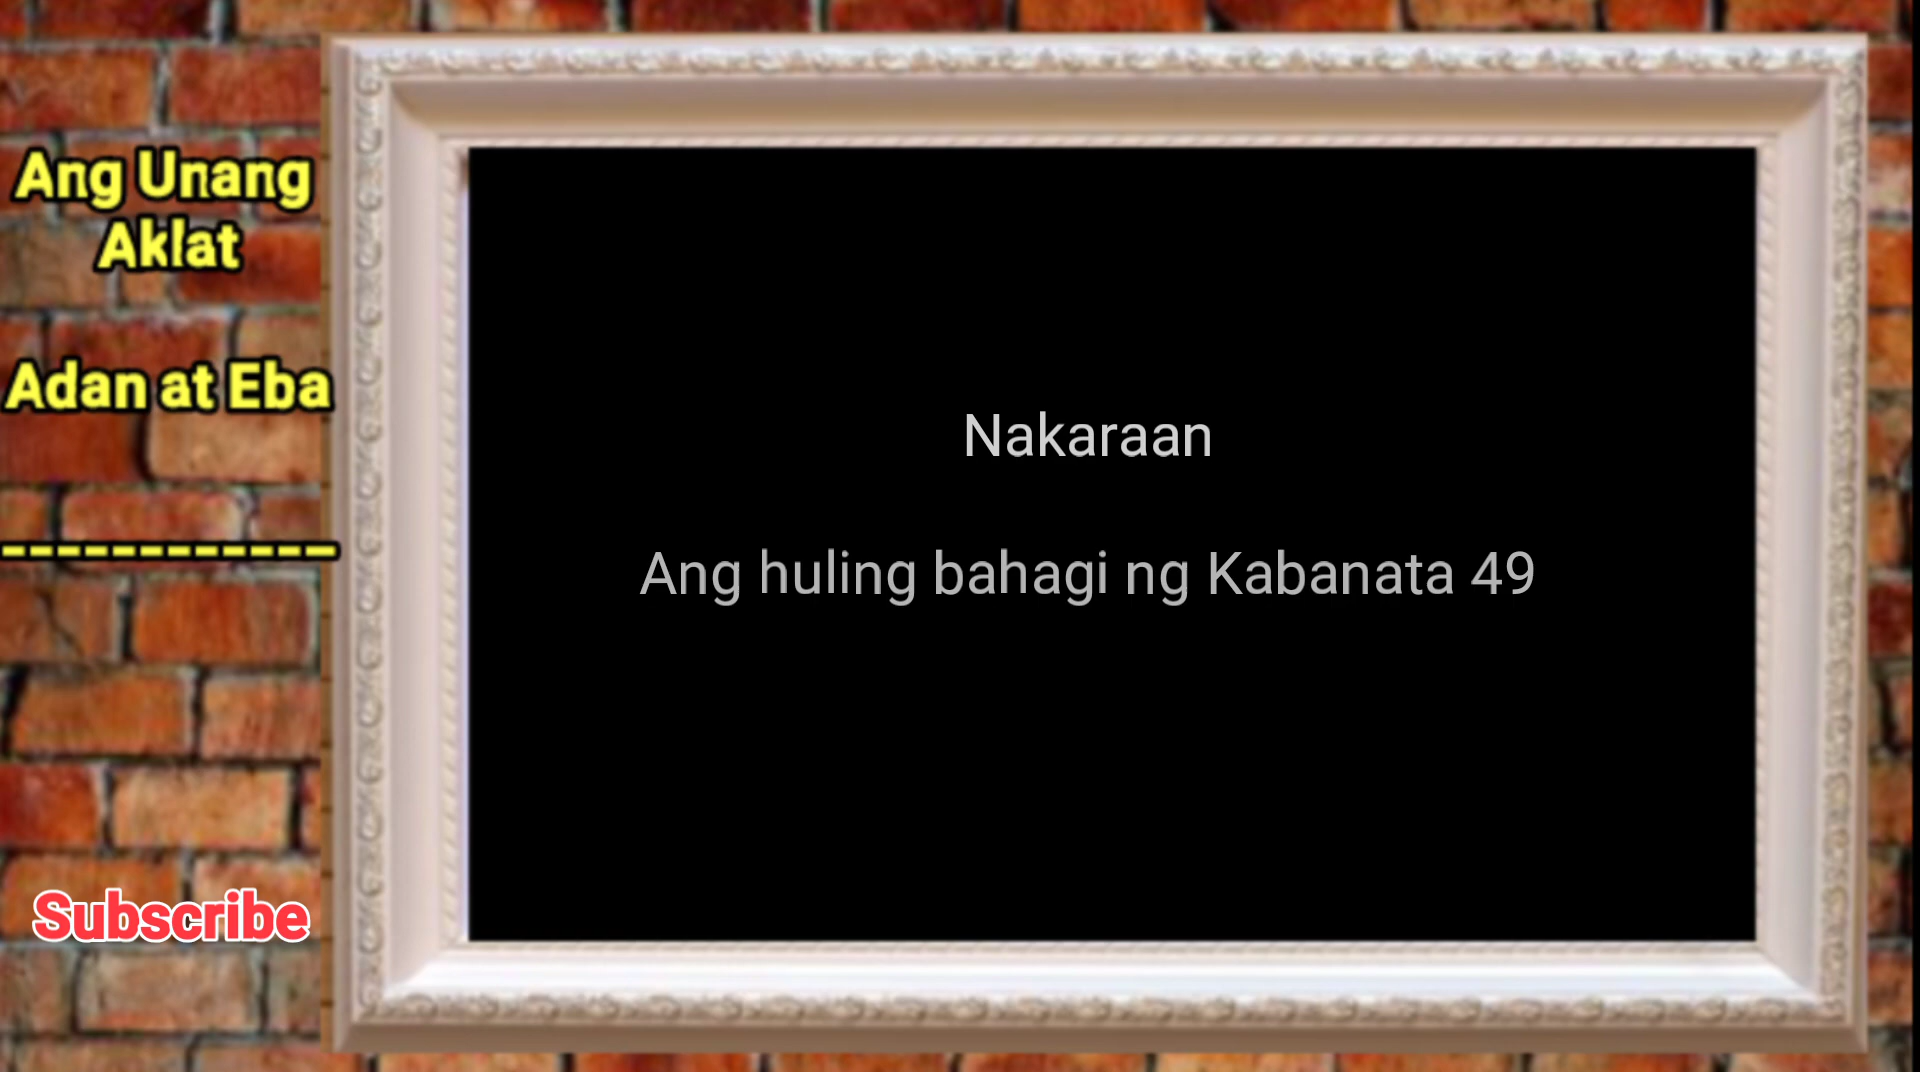 Ang Unang
Aklat
Adan at Eba
------------
Subscribe
Nakaraan
Ang huling bahagi ng Kabanata 49